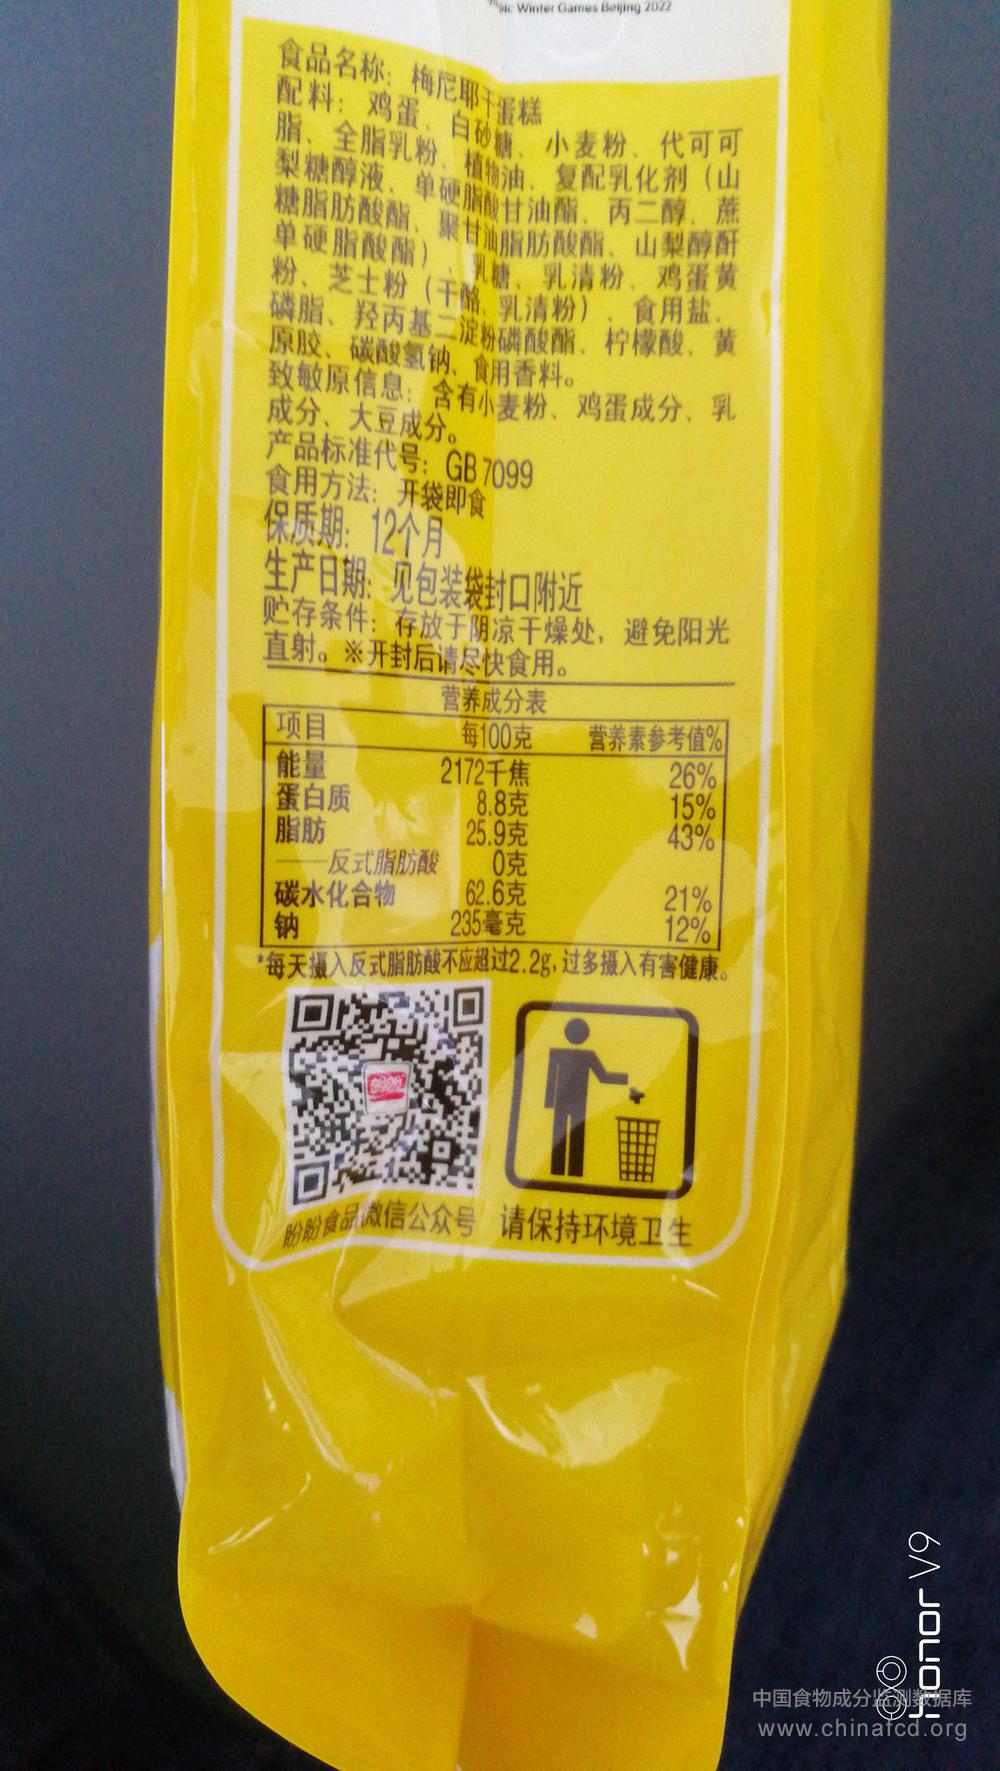 ic Winter Games Beijing 2022
食品名称：梅尼耶干蛋糕
配料：鸡蛋、白砂糖、小麦粉、代可可
脂、全脂乳粉、植物油、复配乳化剂（山
梨糖醇液、单硬脂酸甘油酯、丙二醇、蔗
糖脂肪酸酯、聚甘油脂肪酸酯、山梨醇酐
单硬脂酸酯）、乳糖、乳清粉、鸡蛋黄
粉、芝士粉（干酪、乳清粉）、食用盐、
磷脂、羟丙基二淀粉磷酸酯、柠檬酸、黄
原胶、碳酸氢钠、食用香料。
致敏原信息：含有小麦粉、鸡蛋成分、乳
成分、大豆成分。
产品标准代号：GB 7099
食用方法：开袋即食
保质期：12个月
生产日期：见包装袋封口附近
贮存条件：存放于阴凉干燥处，避免阳光
直射。※开封后请尽快食用。
营养成分表
项目 每100克 营养素参考值%
能量 2172千焦 26%
蛋白质 8.8克 15%
脂肪 25.9克 43%
——反式脂肪酸 0克
碳水化合物 62.6克 21%
钠 235毫克 12%
*每天摄入反式脂肪酸不应超过2.2g，过多摄入有害健康。
盼盼
盼盼食品微信公众号 请保持环境卫生
honor V9
中国食物成分监测数据库
www.chinafcd.org